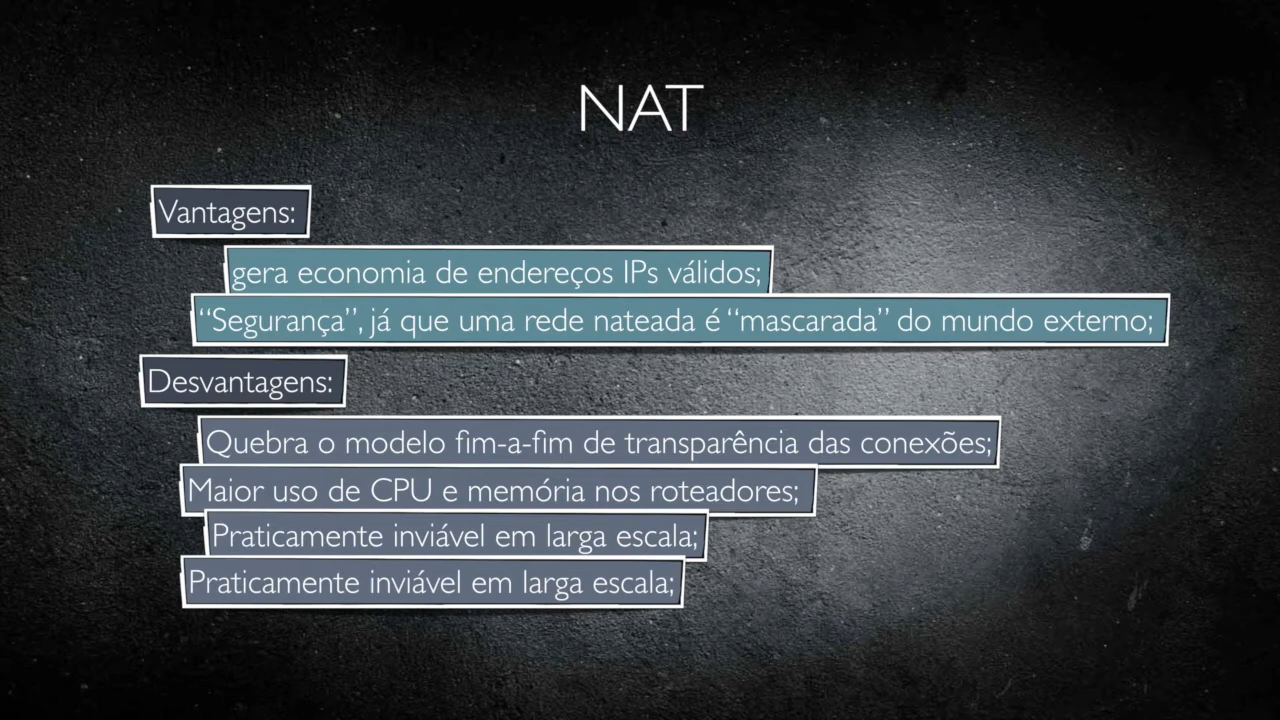 NAT
Vantagens:
gera economia de endereços IPs válidos;
“Segurança”, já que uma rede nateada é “mascarada” do mundo externo;
Desvantagens:
Quebra o modelo fim-a-fim de transparência das conexões;
Maior uso de CPU e memória nos roteadores;
Praticamente inviável em larga escala;
Praticamente inviável em larga escala;